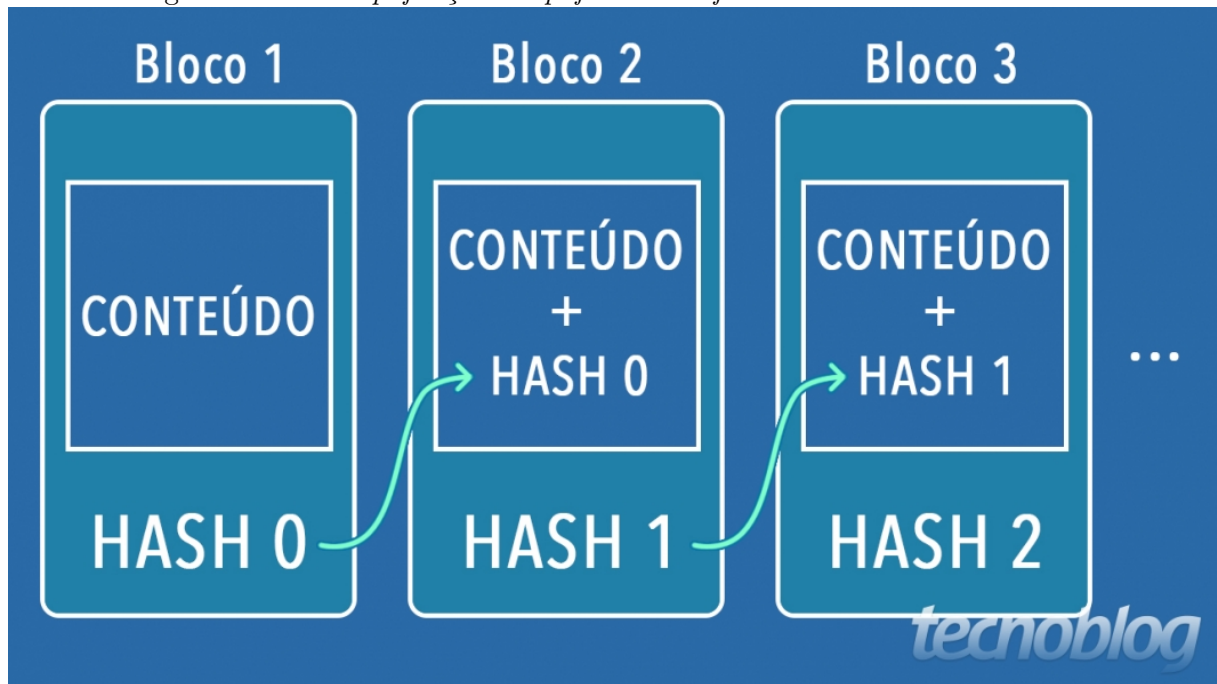 Bloco 1
CONTEÚDO
HASH 0
Bloco 2
CONTEÚDO
+
HASH 0
HASH 1
Bloco 3
CONTEÚDO
+
HASH 1
HASH 2
...
tecnoblog